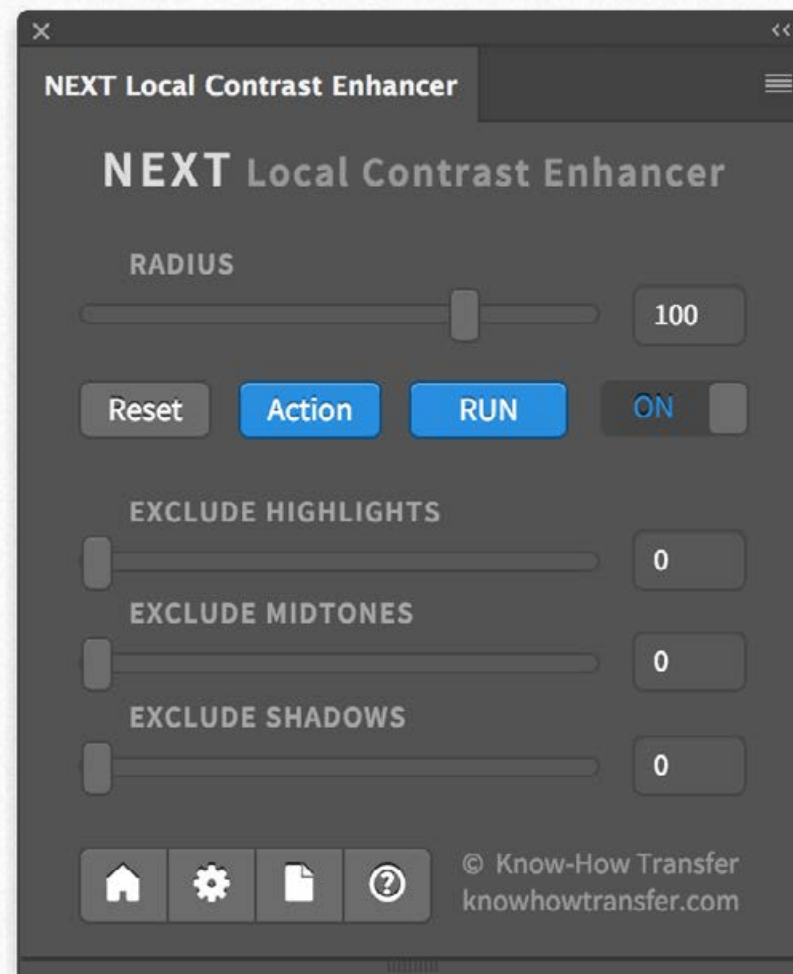 NEXT Local Contrast Enhancer
NEXT Local Contrast Enhancer
RADIUS
100
Reset Action RUN ON
EXCLUDE HIGHLIGHTS
0
EXCLUDE MIDTONES
0
EXCLUDE SHADOWS
0
© Know-How Transfer
knowhowtransfer.com